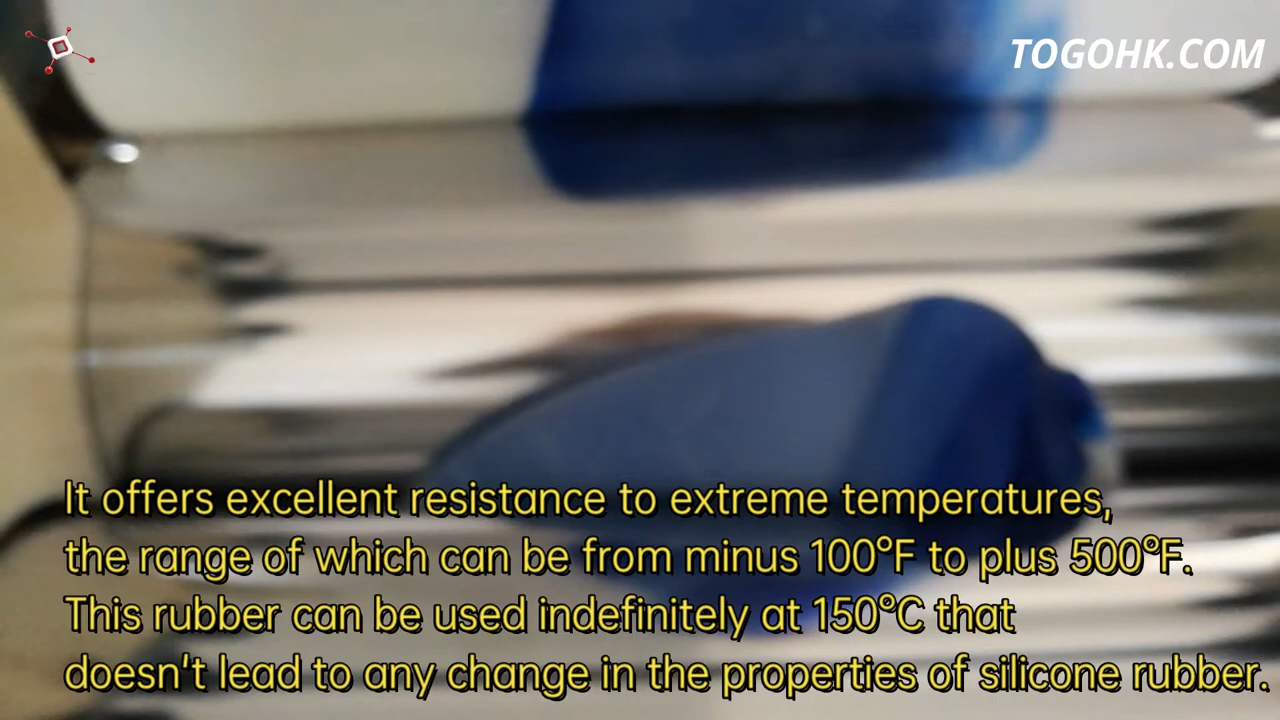 TOGOHK.COM
It offers excellent resistance to extreme temperatures,
the range of which can be from minus 100°F to plus 500°F.
This rubber can be used indefinitely at 150°C that
doesn't lead to any change in the properties of silicone rubber.